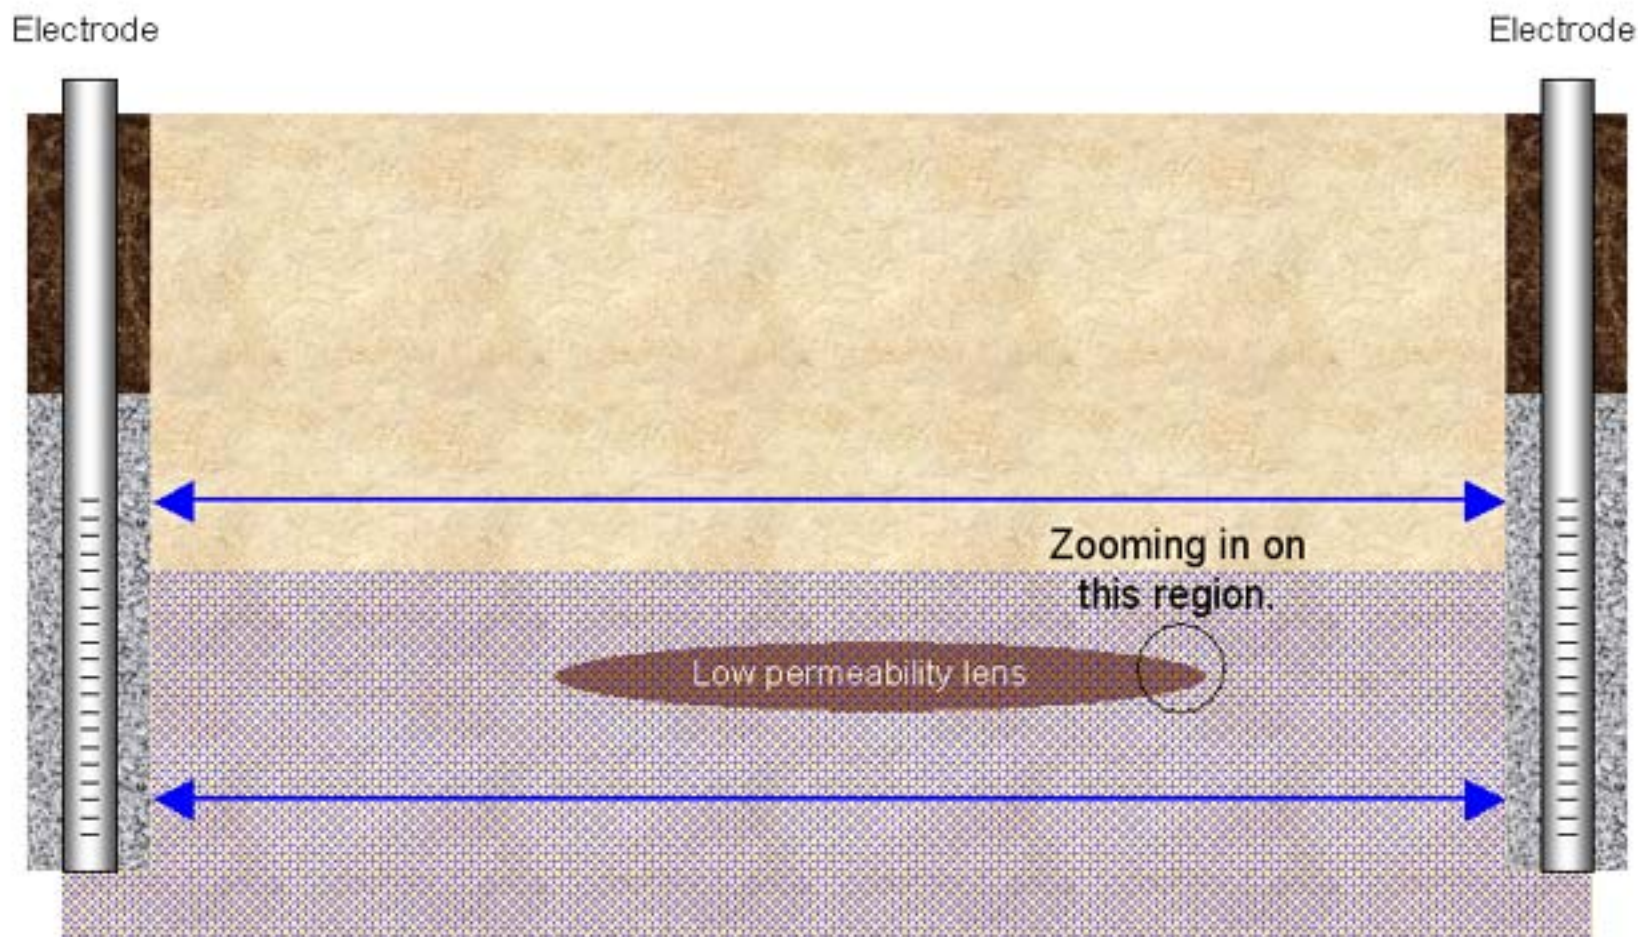 Electrode
Electrode
Zooming in on
this region.
Low permeability lens